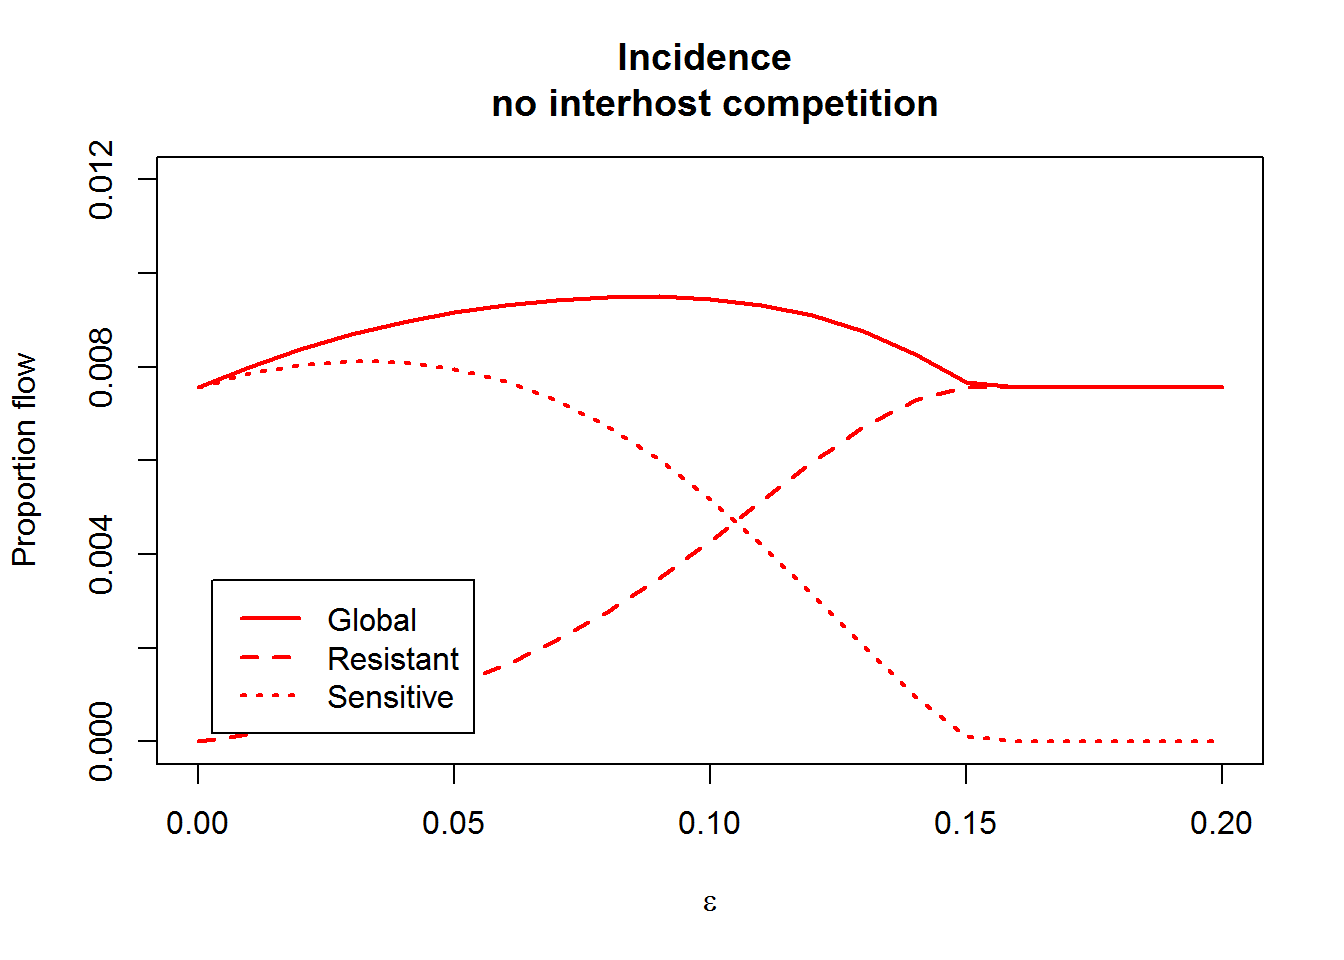 Incidence
no interhost competition
Proportion flow
0.012
0.008
0.004
0.000
Global
Resistant
Sensitive
0.00 0.05 0.10 0.15 0.20
ε